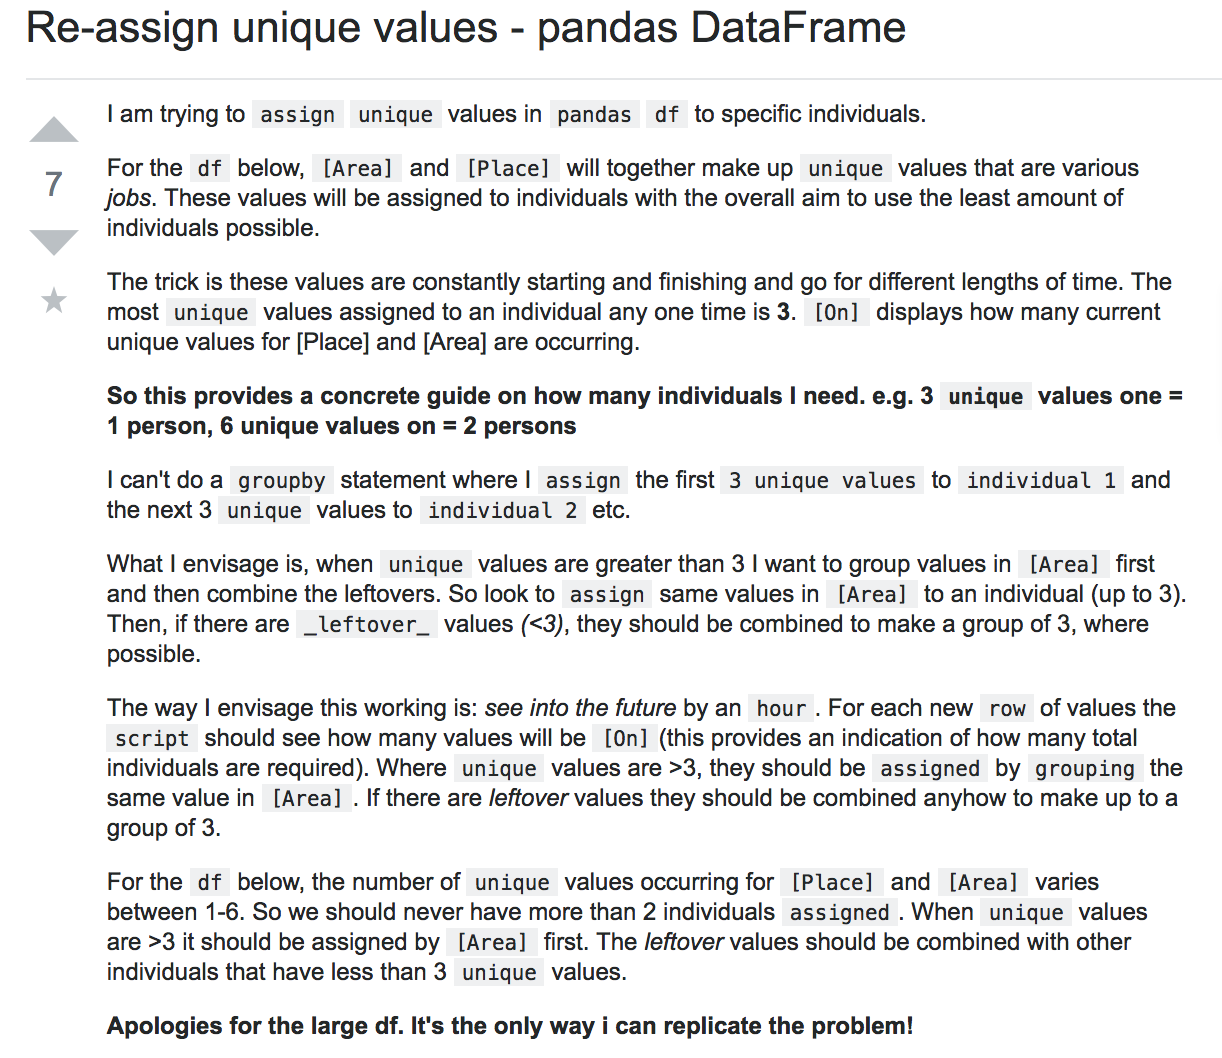 Re-assign unique values - pandas DataFrame
I am trying to assign unique values in pandas df to specific individuals.
7
For the df below, [Area] and [Place] will together make up unique values that are various
jobs. These values will be assigned to individuals with the overall aim to use the least amount of
individuals possible.
The trick is these values are constantly starting and finishing and go for different lengths of time. The
most unique values assigned to an individual any one time is 3. [On] displays how many current
unique values for [Place] and [Area] are occurring.
So this provides a concrete guide on how many individuals I need. e.g. 3 unique values one =
1 person, 6 unique values on = 2 persons
I can't do a groupby statement where I assign the first 3 unique values to individual 1 and
the next 3 unique values to individual 2 etc.
What I envisage is, when unique values are greater than 3 I want to group values in [Area] first
and then combine the leftovers. So look to assign same values in [Area] to an individual (up to 3).
Then, if there are _leftover_ values (<3), they should be combined to make a group of 3, where
possible.
The way I envisage this working is: see into the future by an hour. For each new row of values the
script should see how many values will be [On] (this provides an indication of how many total
individuals are required). Where unique values are >3, they should be assigned by grouping the
same value in [Area]. If there are leftover values they should be combined anyhow to make up to a
group of 3.
For the df below, the number of unique values occurring for [Place] and [Area] varies
between 1-6. So we should never have more than 2 individuals assigned. When unique values
are >3 it should be assigned by [Area] first. The leftover values should be combined with other
individuals that have less than 3 unique values.
Apologies for the large df. It's the only way i can replicate the problem!